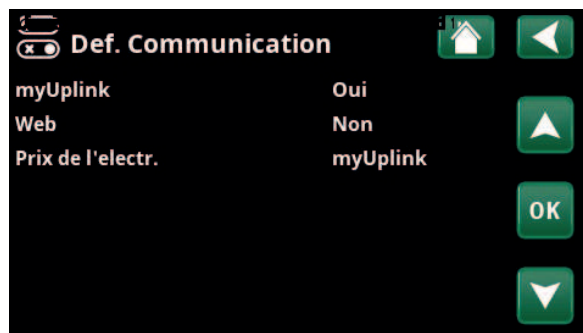 Def. Communication
myUplink Oui
Web Non
Prix de l'electr. myUplink
OK